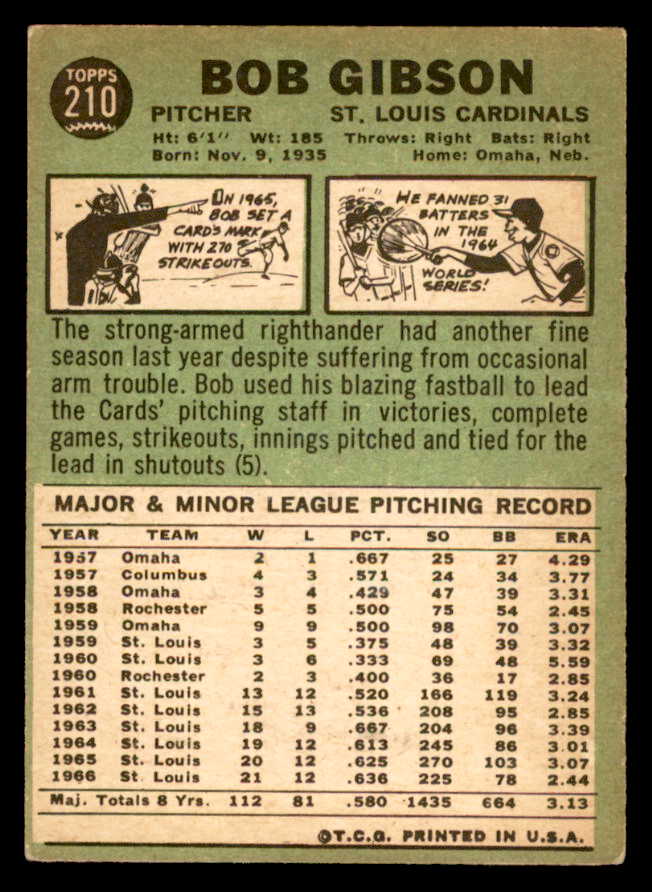 TOPPS
210
BOB GIBSON
PITCHER ST. LOUIS CARDINALS
Ht: 6'1" Wt: 185 Throws: Right Bats: Right
Born: Nov. 9, 1935 Home: Omaha, Neb.
IN 1965,
BOB SET A
CARD'S MARK
WITH 270
STRIKEOUTS.
HE FANNED 31
BATTERS
IN THE
1964
WORLD
SERIES!
The strong-armed righthander had another fine
season last year despite suffering from occasional
arm trouble. Bob used his blazing fastball to lead
the Cards' pitching staff in victories, complete
games, strikeouts, innings pitched and tied for the
lead in shutouts (5).
MAJOR & MINOR LEAGUE PITCHING RECORD
YEAR TEAM W L PCT. SO BB ERA
1957 Omaha 2 1 .667 25 27 4.29
1957 Columbus 4 3 .571 24 34 3.77
1958 Omaha 3 4 .429 47 39 3.31
1958 Rochester 5 5 .500 75 54 2.45
1959 Omaha 9 9 .500 98 70 3.07
1959 St. Louis 3 5 .375 48 39 3.32
1960 St. Louis 3 6 .333 69 48 5.59
1960 Rochester 2 3 .400 36 17 2.85
1961 St. Louis 13 12 .520 166 119 3.24
1962 St. Louis 15 13 .536 208 95 2.85
1963 St. Louis 18 9 .667 204 96 3.39
1964 St. Louis 19 12 .613 245 86 3.01
1965 St. Louis 20 12 .625 270 103 3.07
1966 St. Louis 21 12 .636 225 78 2.44
Maj. Totals 8 Yrs. 112 81 .580 1435 664 3.13
©T.C.G. PRINTED IN U.S.A.